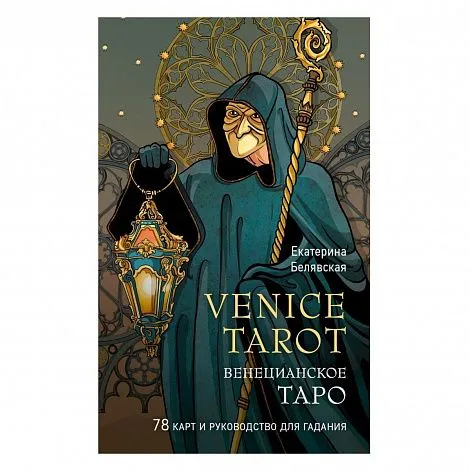 Екатерина
Белявская
VENICE
TAROT
ВЕНЕЦИАНСКОЕ
ТАРО
78 КАРТ И РУКОВОДСТВО ДЛЯ ГАДАНИЯ